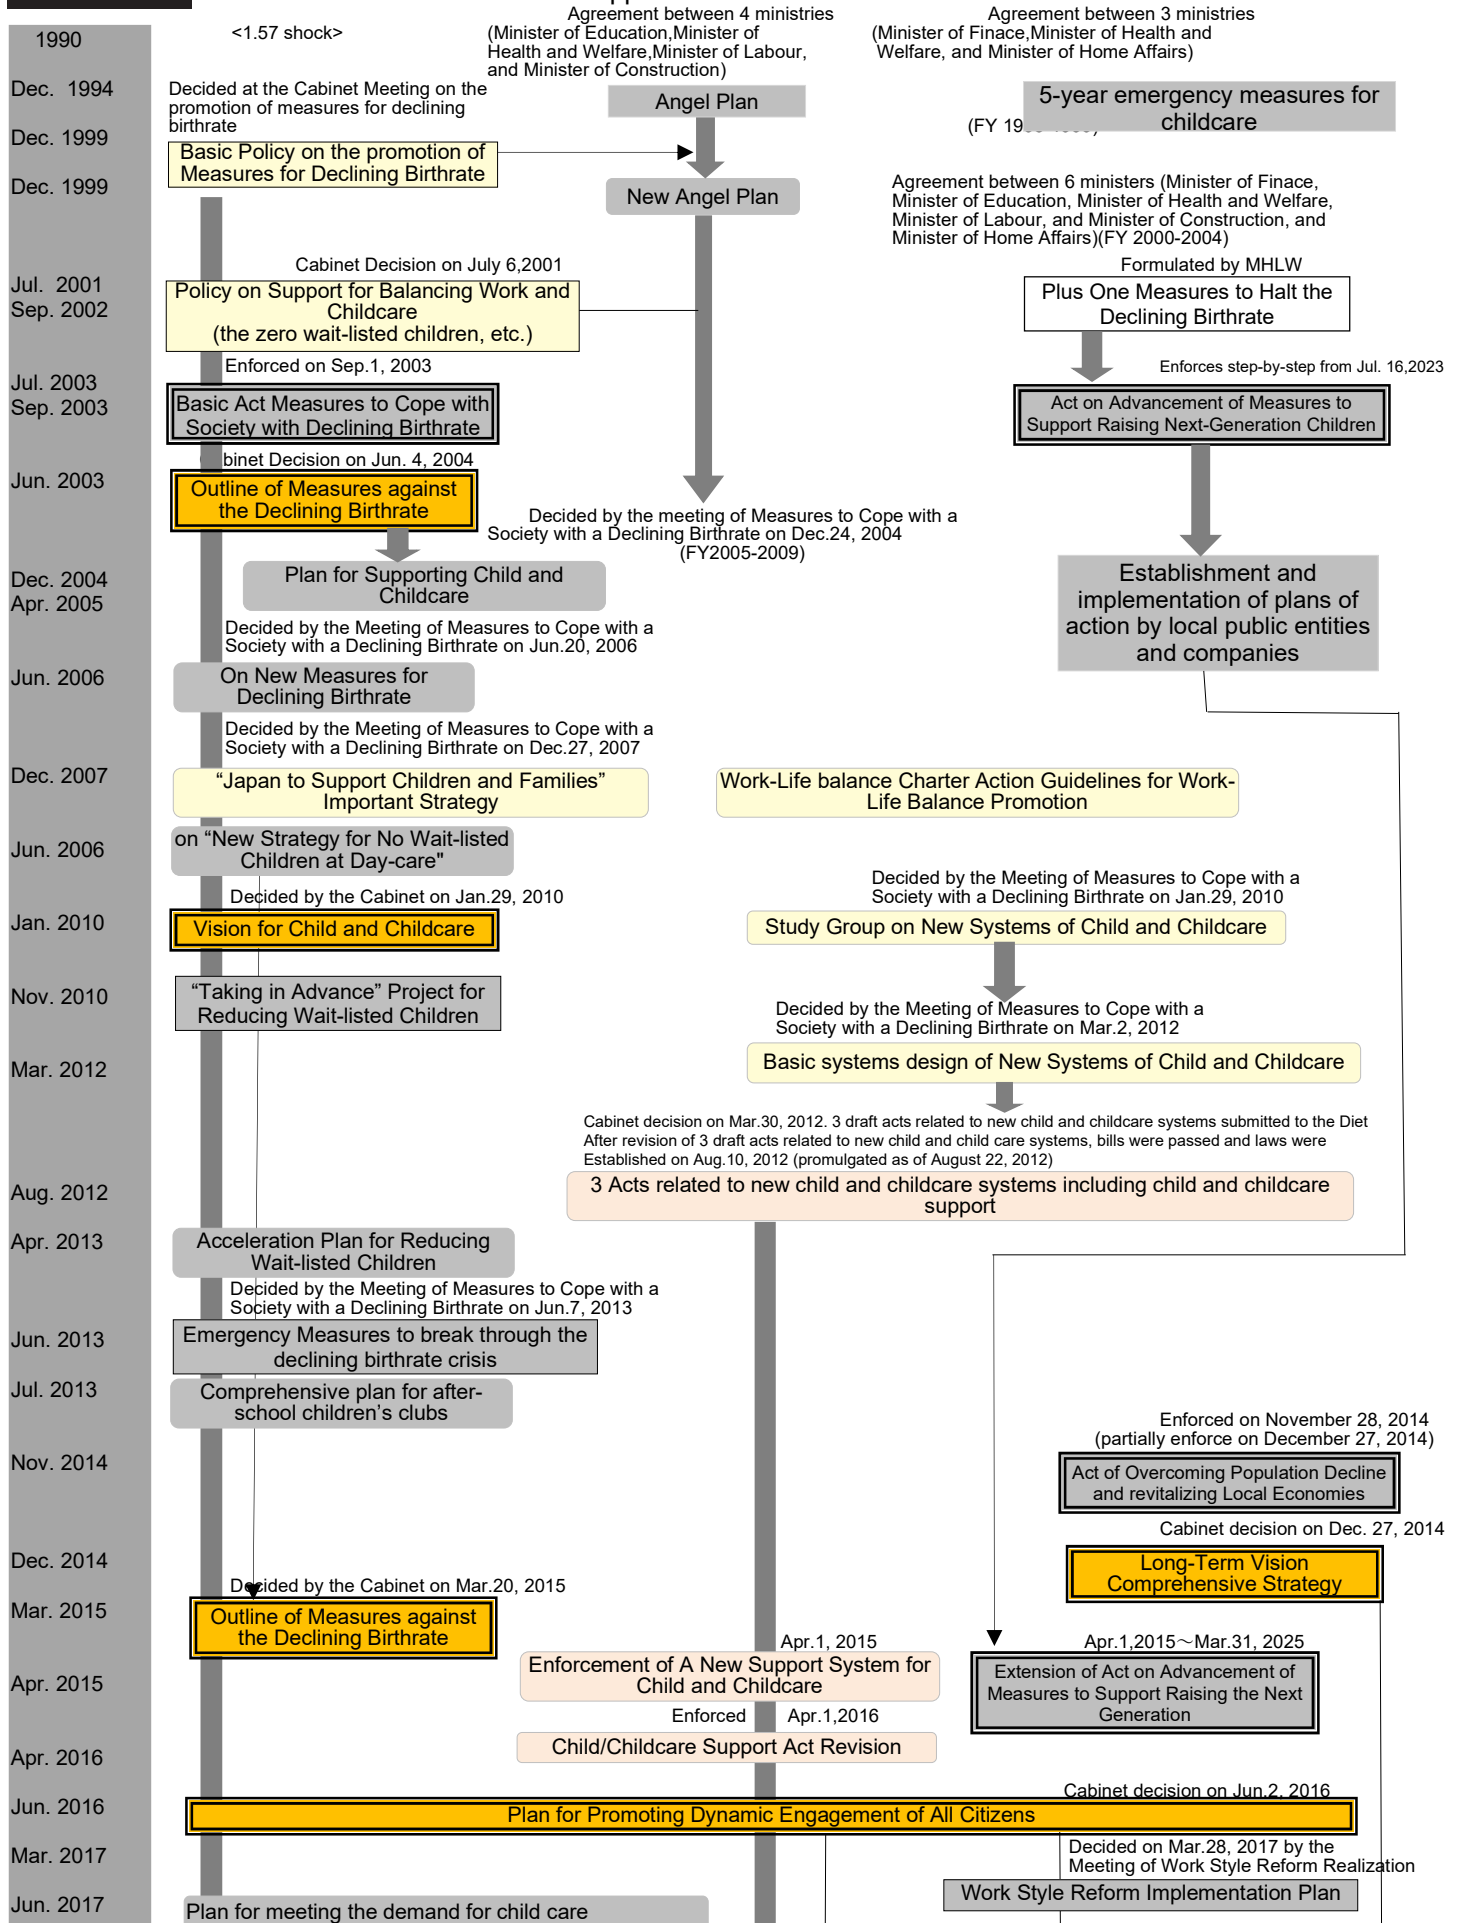 Agreement between 4 ministries
(Minister of Education,Minister of
Health and Welfare,Minister of Labour,
and Minister of Construction)
Agreement between 3 ministries
(Minister of Finace,Minister of Health and
Welfare, and Minister of Home Affairs)
1990
<1.57 shock>
Dec. 1994
Decided at the Cabinet Meeting on the
promotion of measures for declining
birthrate
Angel Plan
5-year emergency measures for
childcare
(FY
Dec. 1999
Basic Policy on the promotion of
Measures for Declining Birthrate
Dec. 1999
New Angel Plan
Agreement between 6 ministers (Minister of Finace,
Minister of Education, Minister of Health and Welfare,
Minister of Labour, and Minister of Construction, and
Minister of Home Affairs)(FY 2000-2004)
Cabinet Decision on July 6,2001
Formulated by MHLW
Jul. 2001
Sep. 2002
Policy on Support for Balancing Work and
Childcare
(the zero wait-listed children, etc.)
Plus One Measures to Halt the
Declining Birthrate
Enforced on Sep.1, 2003
Enforces step-by-step from Jul. 16,2023
Jul. 2003
Sep. 2003
Basic Act Measures to Cope with
Society with Declining Birthrate
Act on Advancement of Measures to
Support Raising Next-Generation Children
binet Decision on Jun. 4, 2004
Jun. 2003
Outline of Measures against
the Declining Birthrate
Decided by the meeting of Measures to Cope with a
Society with a Declining Birthrate on Dec.24, 2004
(FY2005-2009)
Dec. 2004
Apr. 2005
Plan for Supporting Child and
Childcare
Establishment and
implementation of plans of
action by local public entities
and companies
Decided by the Meeting of Measures to Cope with a
Society with a Declining Birthrate on Jun.20, 2006
Jun. 2006
On New Measures for
Declining Birthrate
Decided by the Meeting of Measures to Cope with a
Society with a Declining Birthrate on Dec.27, 2007
Dec. 2007
“Japan to Support Children and Families”
Important Strategy
Work-Life balance Charter Action Guidelines for Work-
Life Balance Promotion
Jun. 2006
on “New Strategy for No Wait-listed
Children at Day-care"
Decided by the Cabinet on Jan.29, 2010
Decided by the Meeting of Measures to Cope with a
Society with a Declining Birthrate on Jan.29, 2010
Jan. 2010
Vision for Child and Childcare
Study Group on New Systems of Child and Childcare
Nov. 2010
“Taking in Advance” Project for
Reducing Wait-listed Children
Decided by the Meeting of Measures to Cope with a
Society with a Declining Birthrate on Mar.2, 2012
Mar. 2012
Basic systems design of New Systems of Child and Childcare
Cabinet decision on Mar.30, 2012. 3 draft acts related to new child and childcare systems submitted to the Diet
After revision of 3 draft acts related to new child and child care systems, bills were passed and laws were
Established on Aug.10, 2012 (promulgated as of August 22, 2012)
Aug. 2012
3 Acts related to new child and childcare systems including child and childcare
support
Apr. 2013
Acceleration Plan for Reducing
Wait-listed Children
Decided by the Meeting of Measures to Cope with a
Society with a Declining Birthrate on Jun.7, 2013
Jun. 2013
Emergency Measures to break through the
declining birthrate crisis
Jul. 2013
Comprehensive plan for after-
school children’s clubs
Enforced on November 28, 2014
(partially enforce on December 27, 2014)
Nov. 2014
Act of Overcoming Population Decline
and revitalizing Local Economies
Cabinet decision on Dec. 27, 2014
Dec. 2014
Long-Term Vision
Comprehensive Strategy
Decided by the Cabinet on Mar.20, 2015
Mar. 2015
Outline of Measures against
the Declining Birthrate
Apr.1, 2015
Apr.1,2015～Mar.31, 2025
Apr. 2015
Enforcement of A New Support System for
Child and Childcare
Extension of Act on Advancement of
Measures to Support Raising the Next
Generation
Enforced Apr.1,2016
Apr. 2016
Child/Childcare Support Act Revision
Cabinet decision on Jun.2, 2016
Jun. 2016
Plan for Promoting Dynamic Engagement of All Citizens
Mar. 2017
Decided on Mar.28, 2017 by the
Meeting of Work Style Reform Realization
Work Style Reform Implementation Plan
Jun. 2017
Plan for meeting the demand for child care